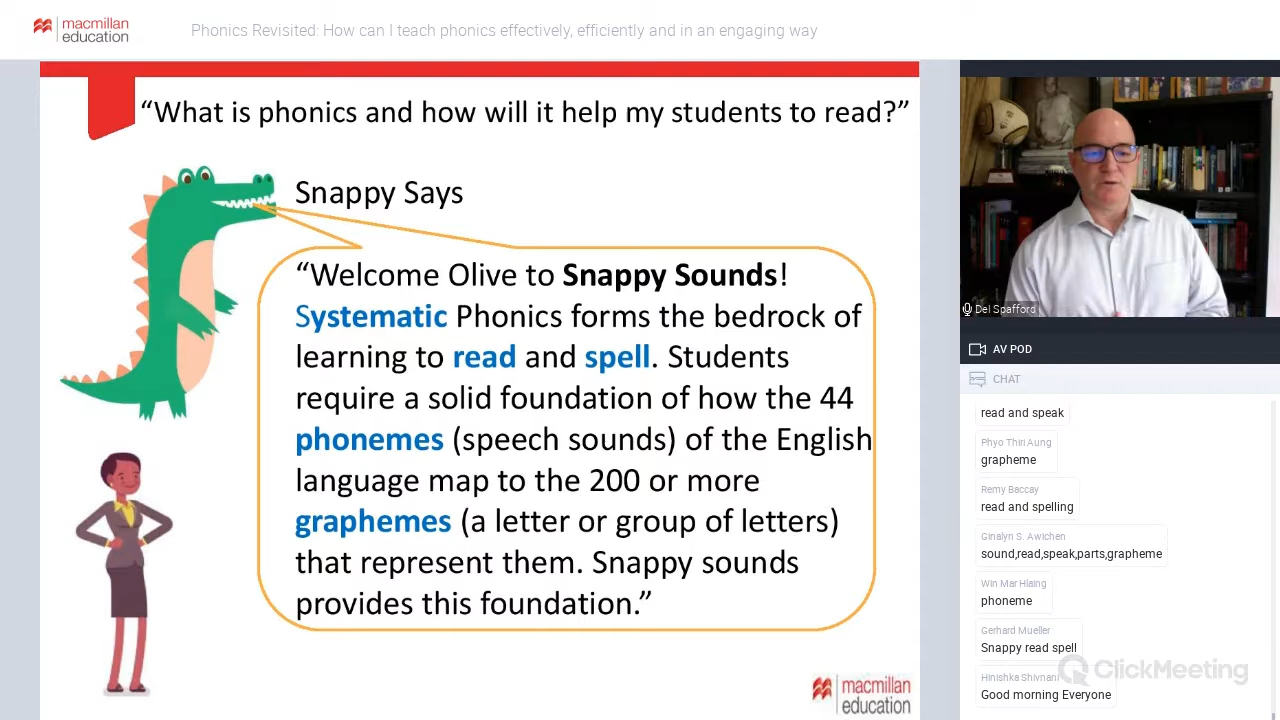 macmillan
education
Phonics Revisited: How can I teach phonics effectively, efficiently and in an engaging way
“What is phonics and how will it help my students to read?”
Snappy Says
“Welcome Olive to Snappy Sounds!
Systematic Phonics forms the bedrock of
learning to read and spell. Students
require a solid foundation of how the 44
phonemes (speech sounds) of the English
language map to the 200 or more
graphemes (a letter or group of letters)
that represent them. Snappy sounds
provides this foundation.”
macmillan
education
Del Spafford
AV POD
CHAT
read and speak
Phyo Thiri Aung
grapheme
Remy Baccay
read and spelling
Ginalyn S. Awichen
sound,read,speak,parts,grapheme
Win Mar Hlaing
phoneme
Gerhard Mueller
Snappy read spell
Hinishka Shivnani
Good morning Everyone
ClickMeeting